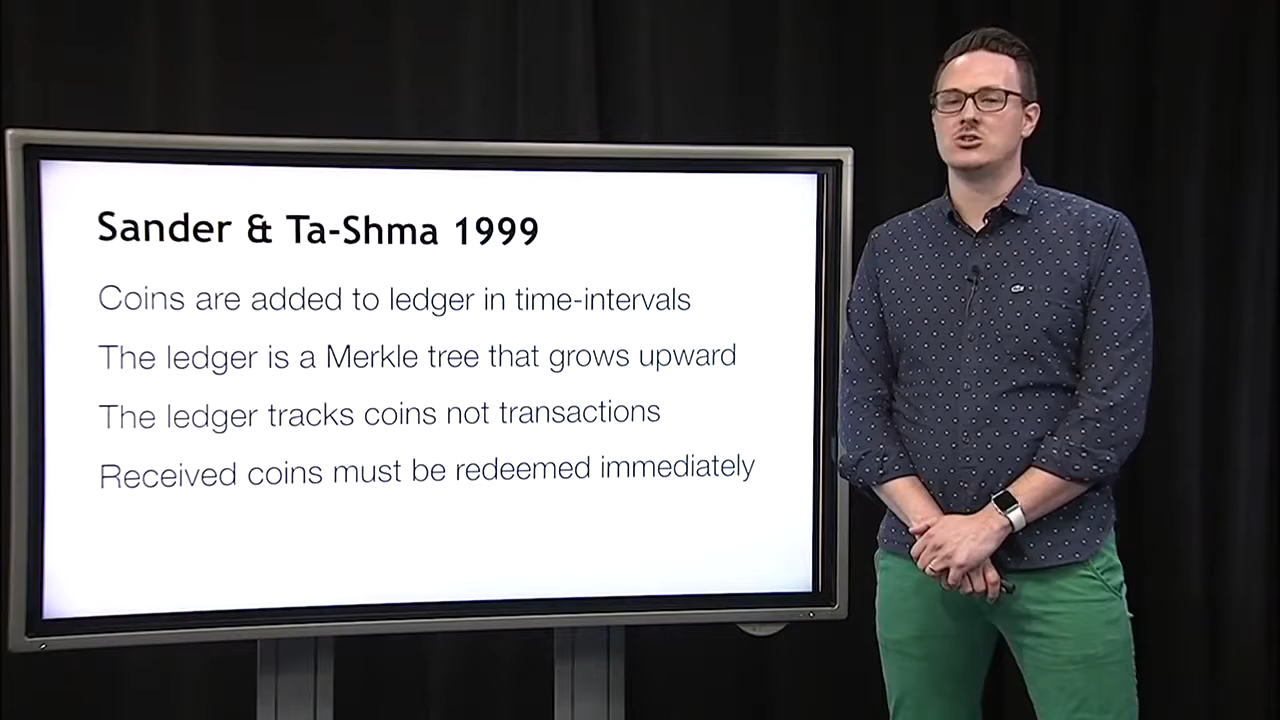 Sander & Ta-Shma 1999
Coins are added to ledger in time-intervals
The ledger is a Merkle tree that grows upward
The ledger tracks coins not transactions
Received coins must be redeemed immediately